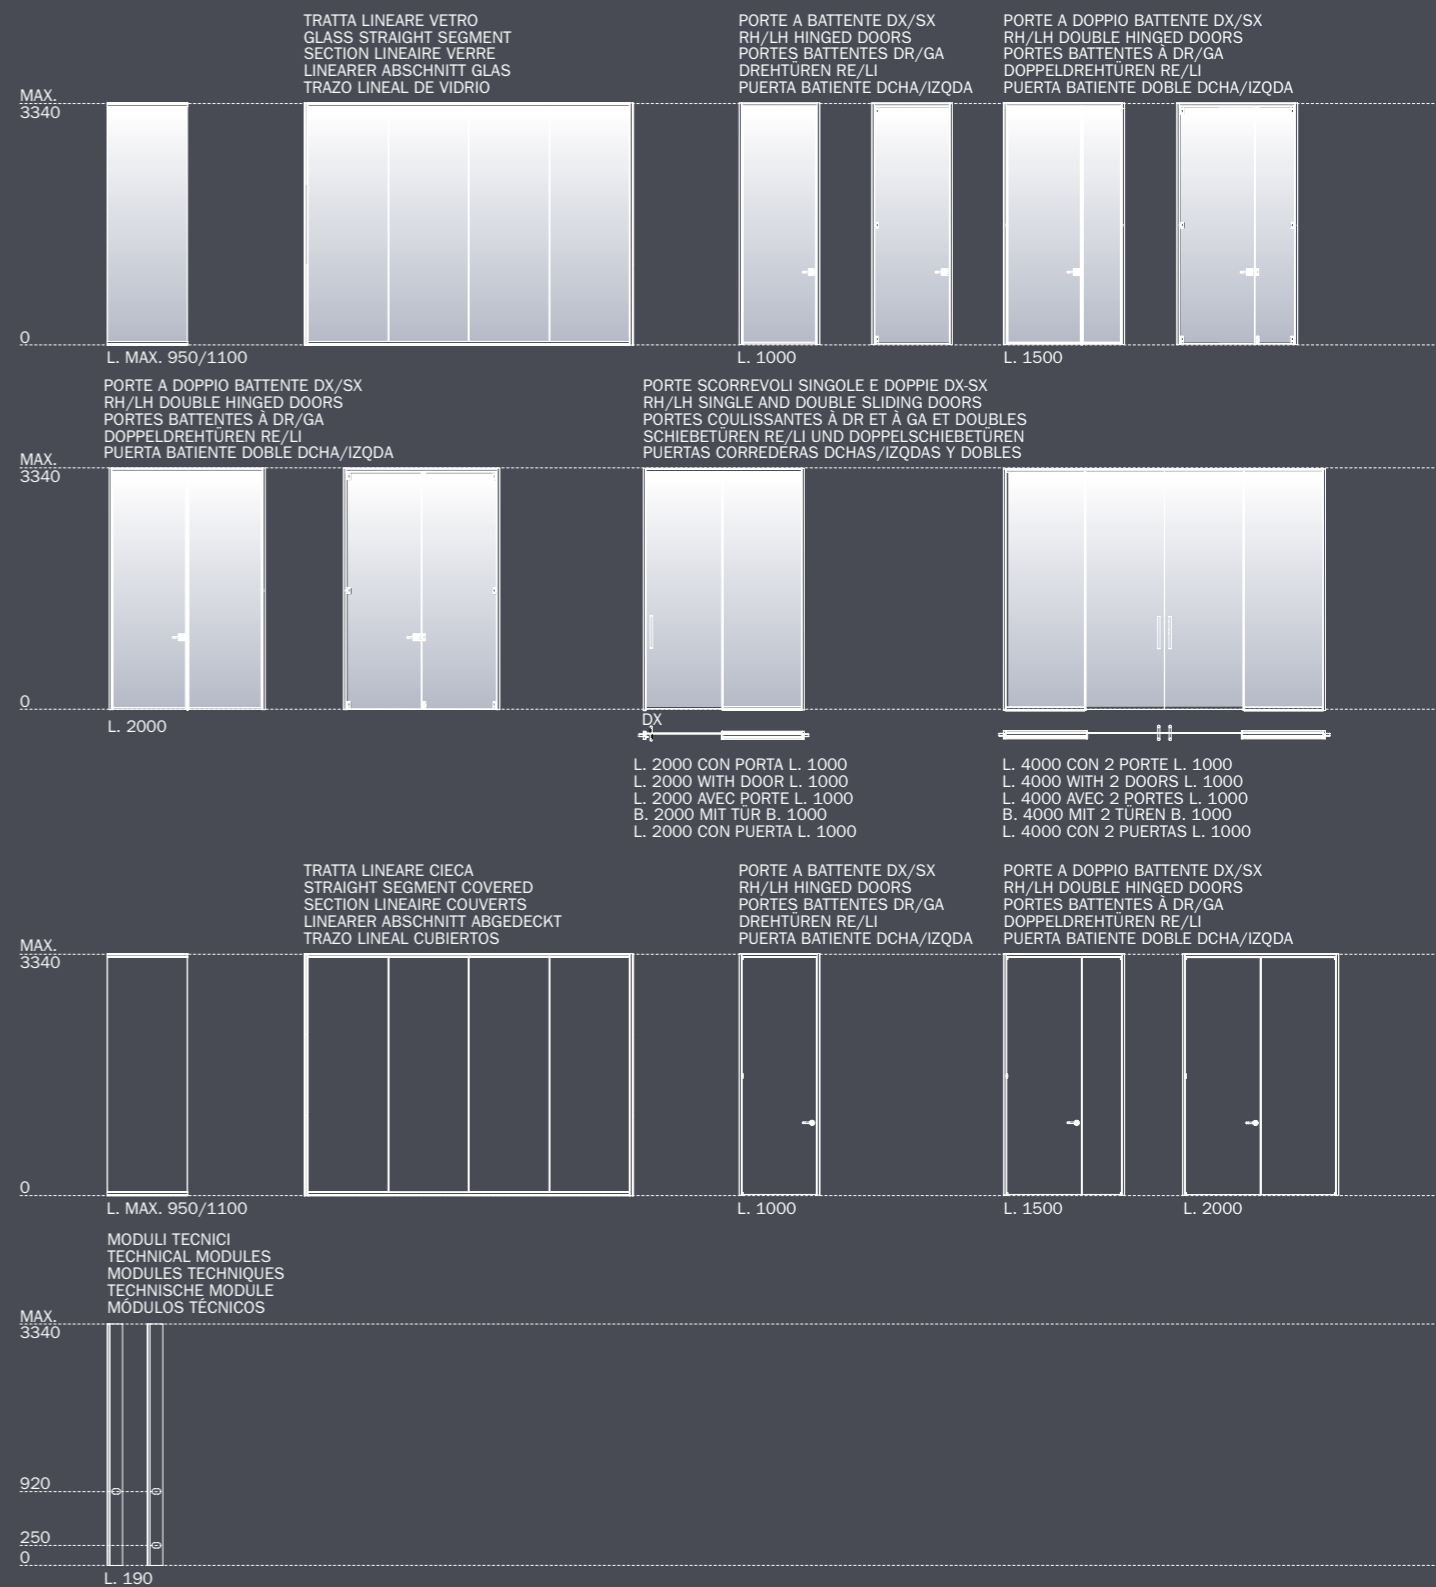 TRATTA LINEARE VETRO
GLASS STRAIGHT SEGMENT
SECTION LINEAIRE VERRE
LINEARER ABSCHNITT GLAS
TRAZO LINEAL DE VIDRIO
PORTE A BATTENTE DX/SX
RH/LH HINGED DOORS
PORTES BATTENTES DR/GA
DREHTÜREN RE/LI
PUERTA BATIENTE DCHA/IZQDA
PORTE A DOPPIO BATTENTE DX/SX
RH/LH DOUBLE HINGED DOORS
PORTES BATTENTES À DR/GA
DOPPELDREHTÜREN RE/LI
PUERTA BATIENTE DOBLE DCHA/IZQDA
MAX.
3340
0
L. MAX. 950/1100
L. 1000
L. 1500
PORTE A DOPPIO BATTENTE DX/SX
RH/LH DOUBLE HINGED DOORS
PORTES BATTENTES À DR/GA
DOPPELDREHTÜREN RE/LI
PUERTA BATIENTE DOBLE DCHA/IZQDA
PORTE SCORREVOLI SINGOLE E DOPPIE DX-SX
RH/LH SINGLE AND DOUBLE SLIDING DOORS
PORTES COULISSANTES À DR ET À GA ET DOUBLES
SCHIEBETÜREN RE/LI UND DOPPELSCHIEBETÜREN
PUERTAS CORREDERAS DCHAS/IZQDAS Y DOBLES
MAX.
3340
0
L. 2000
DX
L. 2000 CON PORTA L. 1000
L. 2000 WITH DOOR L. 1000
L. 2000 AVEC PORTE L. 1000
B. 2000 MIT TÜR B. 1000
L. 2000 CON PUERTA L. 1000
L. 4000 CON 2 PORTE L. 1000
L. 4000 WITH 2 DOORS L. 1000
L. 4000 AVEC 2 PORTES L. 1000
B. 4000 MIT 2 TÜREN B. 1000
L. 4000 CON 2 PUERTAS L. 1000
TRATTA LINEARE CIECA
STRAIGHT SEGMENT COVERED
SECTION LINEAIRE COUVERTS
LINEARER ABSCHNITT ABGEDECKT
TRAZO LINEAL CUBIERTOS
PORTE A BATTENTE DX/SX
RH/LH HINGED DOORS
PORTES BATTENTES DR/GA
DREHTÜREN RE/LI
PUERTA BATIENTE DCHA/IZQDA
PORTE A DOPPIO BATTENTE DX/SX
RH/LH DOUBLE HINGED DOORS
PORTES BATTENTES À DR/GA
DOPPELDREHTÜREN RE/LI
PUERTA BATIENTE DOBLE DCHA/IZQDA
MAX.
3340
0
L. MAX. 950/1100
L. 1000
L. 1500
L. 2000
MODULI TECNICI
TECHNICAL MODULES
MODULES TECHNIQUES
TECHNISCHE MODULE
MÓDULOS TÉCNICOS
MAX.
3340
920
250
0
L. 190